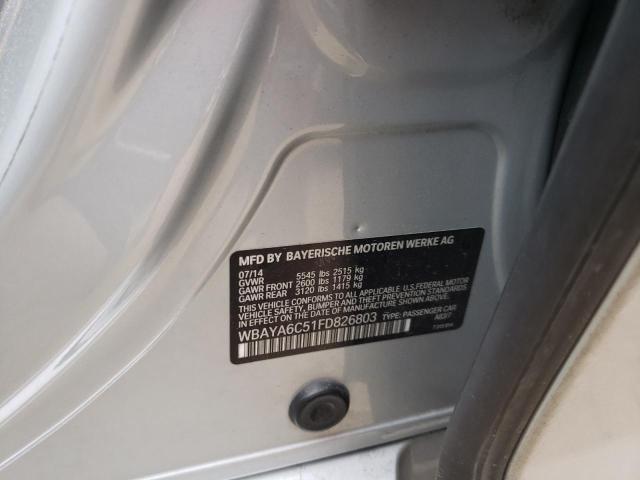 MFD BY BAYERISCHE MOTOREN WERKE AG
07/14
GVWR 5545 lbs 2515 kg
GAWR FRONT 2600 lbs 1179 kg
GAWR REAR 3120 lbs 1415 kg
THIS VEHICLE CONFORMS TO ALL APPLICABLE U.S.FEDERAL MOTOR
VEHICLE SAFETY, BUMPER, AND THEFT PREVENTION STANDARDS
IN EFFECT ON THE DATE OF MANUFACTURE SHOWN ABOVE.
WBAYA6C51FD826803 TYPE: PASSENGER CAR